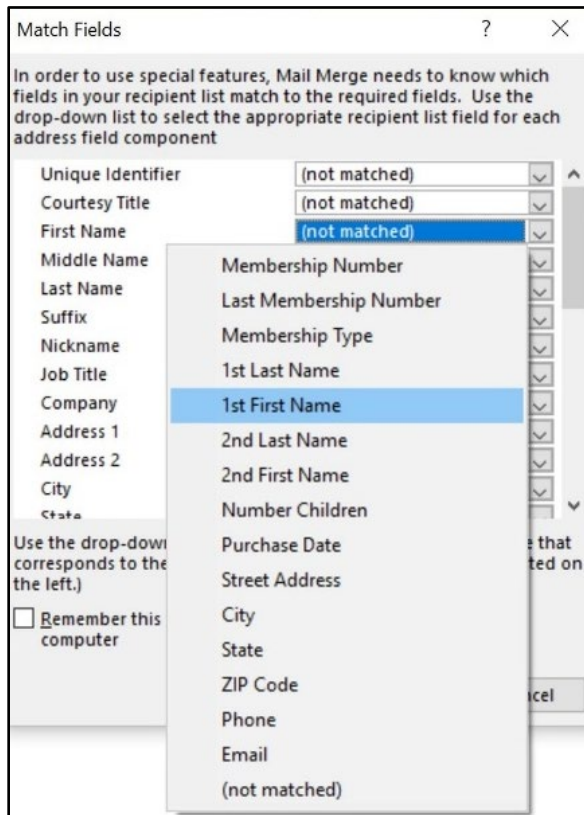 Match Fields ? X
In order to use special features, Mail Merge needs to know which
fields in your recipient list match to the required fields. Use the
drop-down list to select the appropriate recipient list field for each
address field component
Unique Identifier (not matched)
Courtesy Title (not matched)
First Name (not matched)
Middle Name
Last Name
Suffix
Nickname
Job Title
Company
Address 1
Address 2
City
State
Membership Number
Last Membership Number
Membership Type
1st Last Name
1st First Name
2nd Last Name
2nd First Name
Number Children
Purchase Date
Street Address
City
State
ZIP Code
Phone
Email
(not matched)
Use the drop-down that
corresponds to the on
the left.)
Remember this
computer